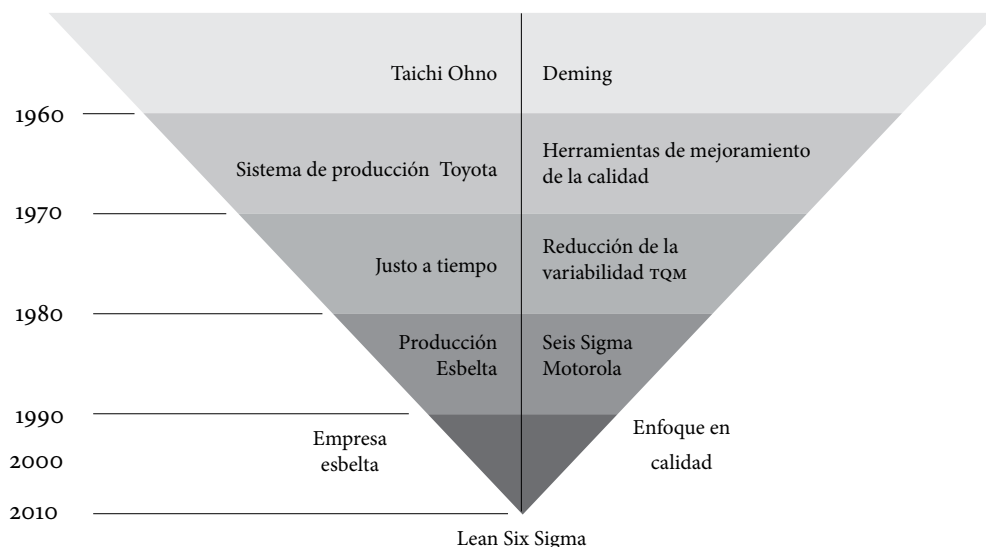 Taichi Ohno
Deming
1960
Sistema de producción Toyota
Herramientas de mejoramiento
de la calidad
1970
Justo a tiempo
Reducción de la
variabilidad TQM
1980
Producción
Esbelta
Seis Sigma
Motorola
1990
Empresa
esbelta
Enfoque en
calidad
2000
2010
Lean Six Sigma